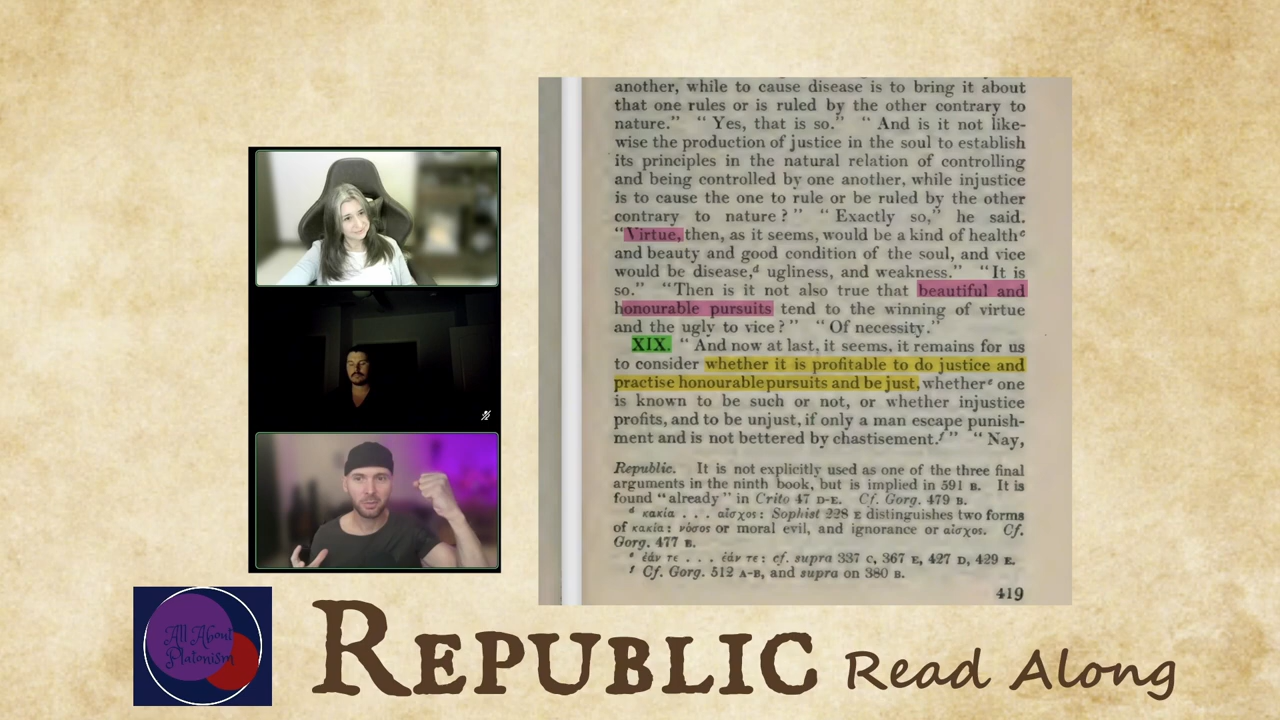 another, while to cause disease is to bring it about
that one rules or is ruled by the other contrary to
nature.” “Yes, that is so.” “And is it not like-
wise the production of justice in the soul to establish
its principles in the natural relation of controlling
and being controlled by one another, while injustice
is to cause the one to rule or be ruled by the other
contrary to nature?” “Exactly so,” he said.
“Virtue, then, as it seems, would be a kind of healthᶜ
and beauty and good condition of the soul, and vice
would be disease,ᵈ ugliness, and weakness.” “It is
so.” “Then is it not also true that beautiful and
honourable pursuits tend to the winning of virtue
and the ugly to vice?” “Of necessity.”
XIX. “And now at last, it seems, it remains for us
to consider whether it is profitable to do justice and
practise honourable pursuits and be just, whetherᵉ one
is known to be such or not, or whether injustice
profits, and to be unjust, if only a man escape punish-
ment and is not bettered by chastisement.ᶠ” “Nay,
Republic. It is not explicitly used as one of the three final
arguments in the ninth book, but is implied in 591 B. It is
found “already” in Crito 47 D-E. Cf. Gorg. 479 B.
ᵈ κακία . . . αἶσχος: Sophist 228 E distinguishes two forms
of κακία: νόσος or moral evil, and ignorance or αἶσχος. Cf.
Gorg. 477 B.
ᵉ ἐάν τε . . . ἐάν τε: cf. supra 337 C, 367 E, 427 D, 429 E.
ᶠ Cf. Gorg. 512 A-B, and supra on 380 B.
419
All About
Platonism
REPUBLIC Read Along